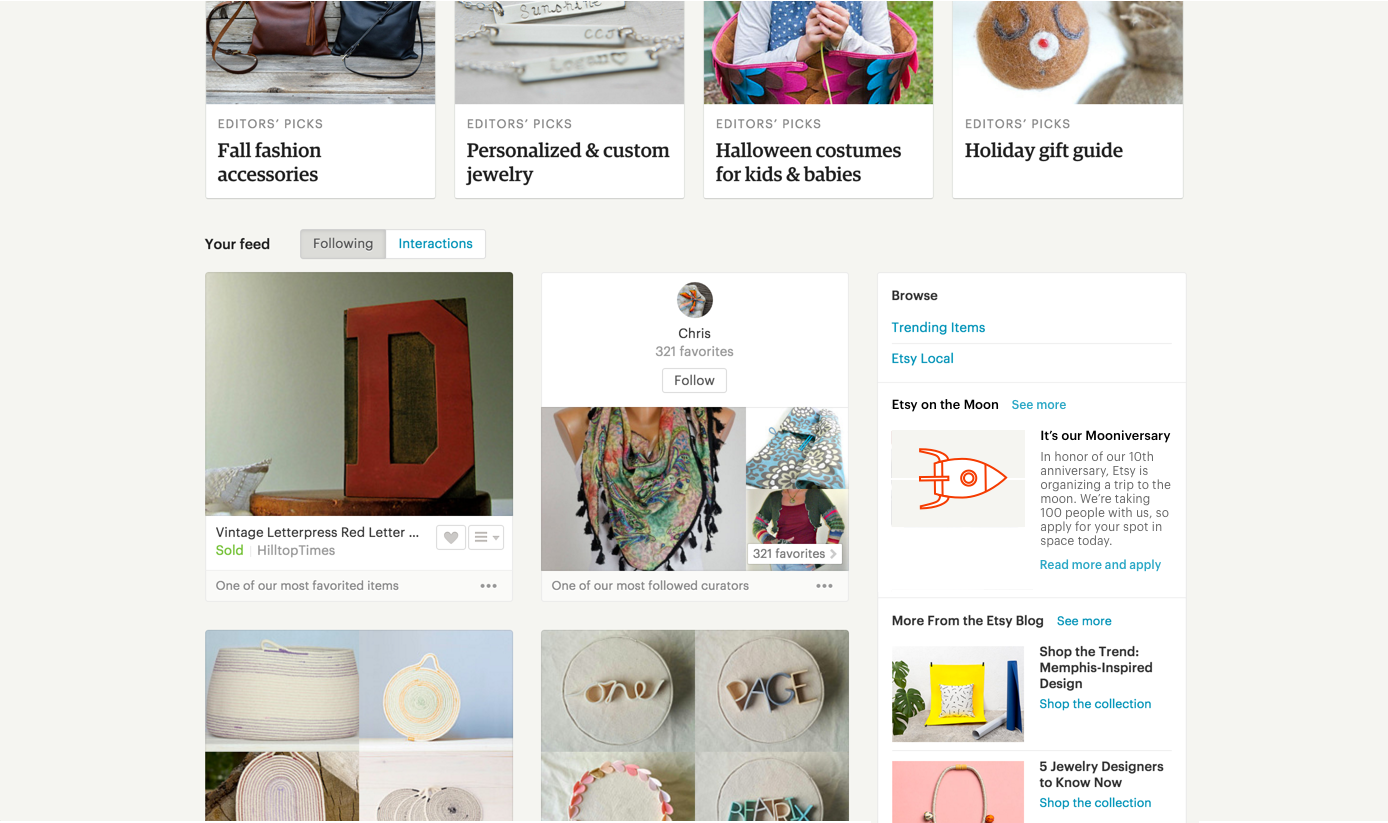 Sunshine
CCJ
Logan
EDITORS' PICKS
Fall fashion
accessories
EDITORS' PICKS
Personalized & custom
jewelry
EDITORS' PICKS
Halloween costumes
for kids & babies
EDITORS' PICKS
Holiday gift guide
Your feed
Following
Interactions
D
Vintage Letterpress Red Letter ...
Sold
HilltopTimes
One of our most favorited items
Chris
321 favorites
Follow
321 favorites
One of our most followed curators
one
PAGE
BEATRIX
Browse
Trending Items
Etsy Local
Etsy on the Moon See more
It's our Mooniversary
In honor of our 10th
anniversary, Etsy is
organizing a trip to the
moon. We're taking
100 people with us, so
apply for your spot in
space today.
Read more and apply
More From the Etsy Blog See more
Shop the Trend:
Memphis-Inspired
Design
Shop the collection
5 Jewelry Designers
to Know Now
Shop the collection